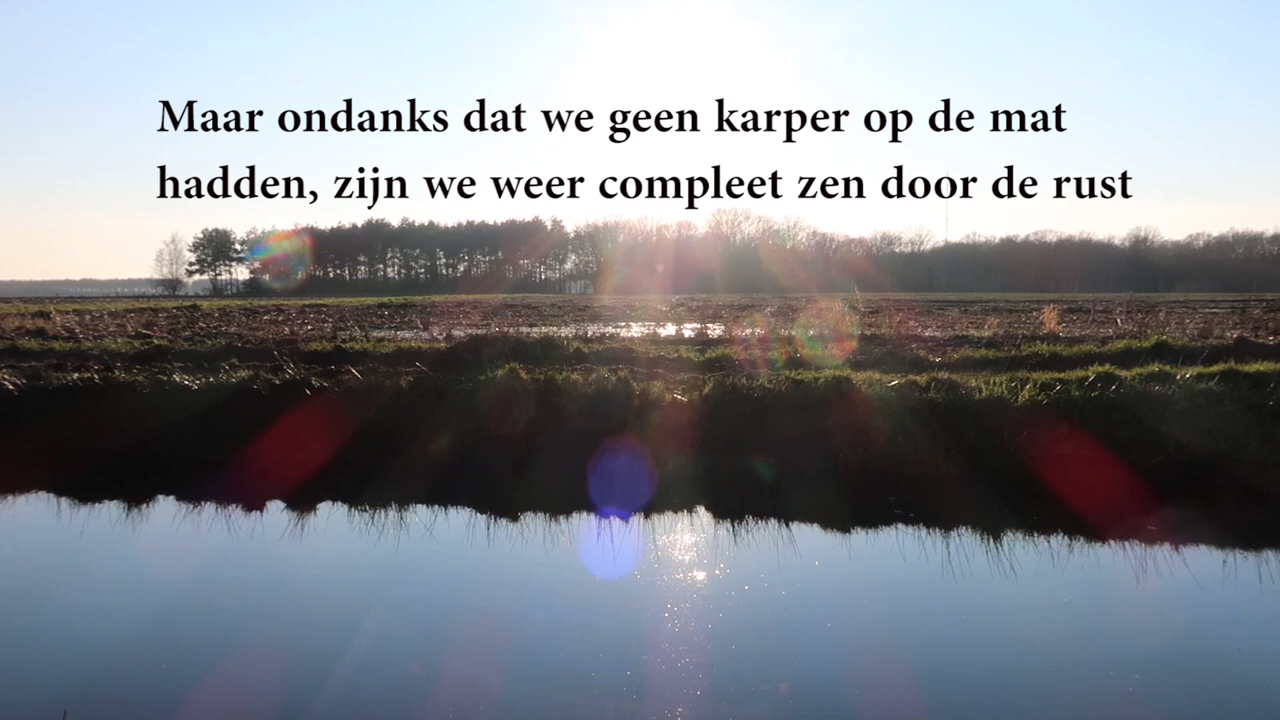 Maar ondanks dat we geen karper op de mat
hadden, zijn we weer compleet zen door de rust